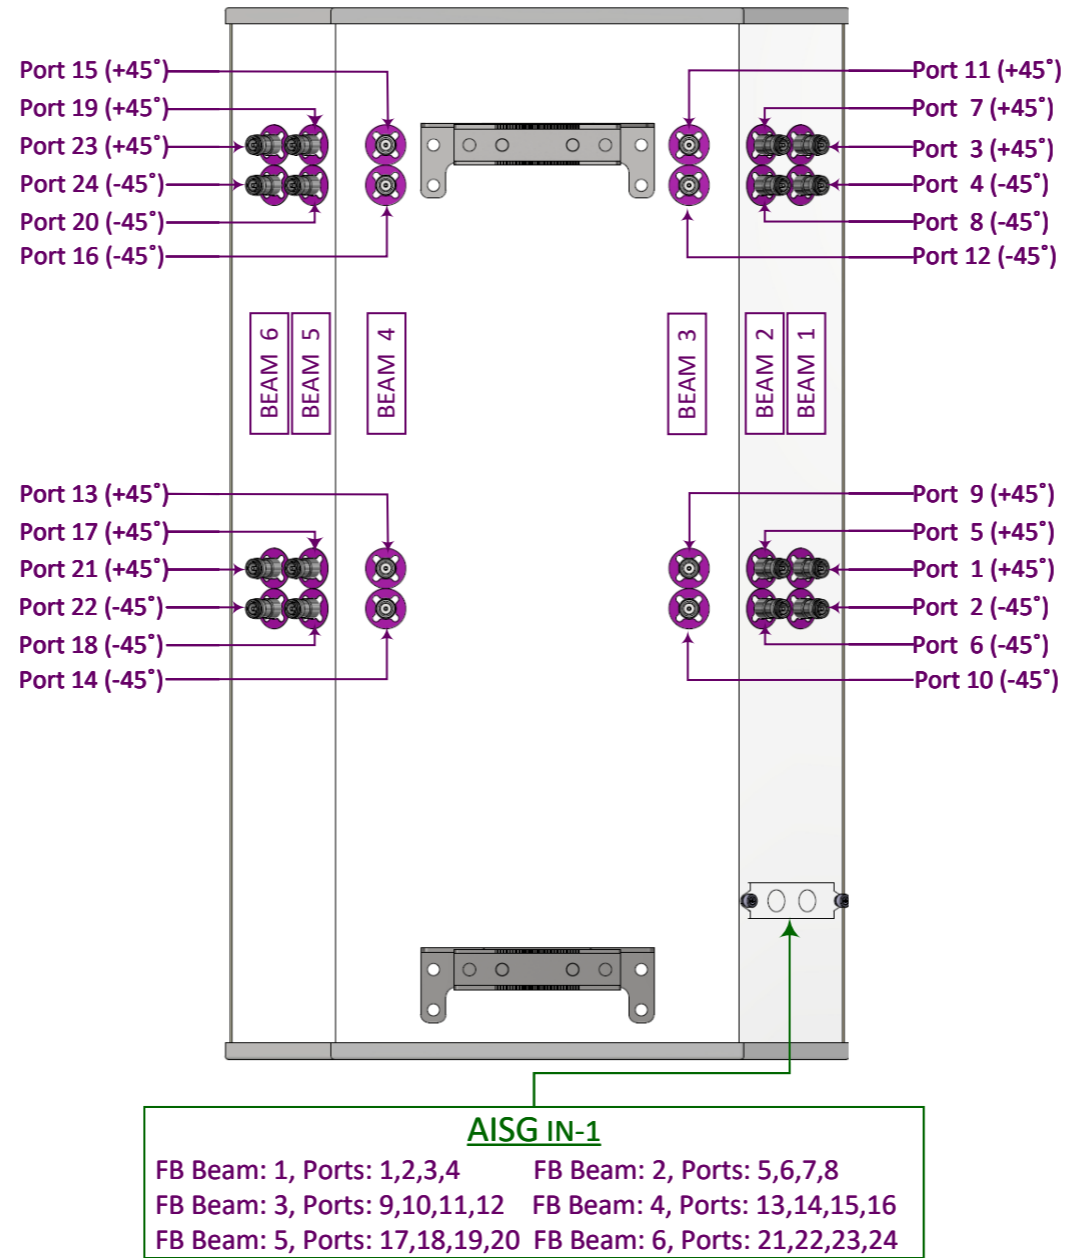 Port 15 (+45˚)
Port 19 (+45˚)
Port 23 (+45˚)
Port 24 (-45˚)
Port 20 (-45˚)
Port 16 (-45˚)
Port 11 (+45˚)
Port 7 (+45˚)
Port 3 (+45˚)
Port 4 (-45˚)
Port 8 (-45˚)
Port 12 (-45˚)
BEAM 6
BEAM 5
BEAM 4
BEAM 3
BEAM 2
BEAM 1
Port 13 (+45˚)
Port 17 (+45˚)
Port 21 (+45˚)
Port 22 (-45˚)
Port 18 (-45˚)
Port 14 (-45˚)
Port 9 (+45˚)
Port 5 (+45˚)
Port 1 (+45˚)
Port 2 (-45˚)
Port 6 (-45˚)
Port 10 (-45˚)
AISG IN-1
FB Beam: 1, Ports: 1,2,3,4 FB Beam: 2, Ports: 5,6,7,8
FB Beam: 3, Ports: 9,10,11,12 FB Beam: 4, Ports: 13,14,15,16
FB Beam: 5, Ports: 17,18,19,20 FB Beam: 6, Ports: 21,22,23,24